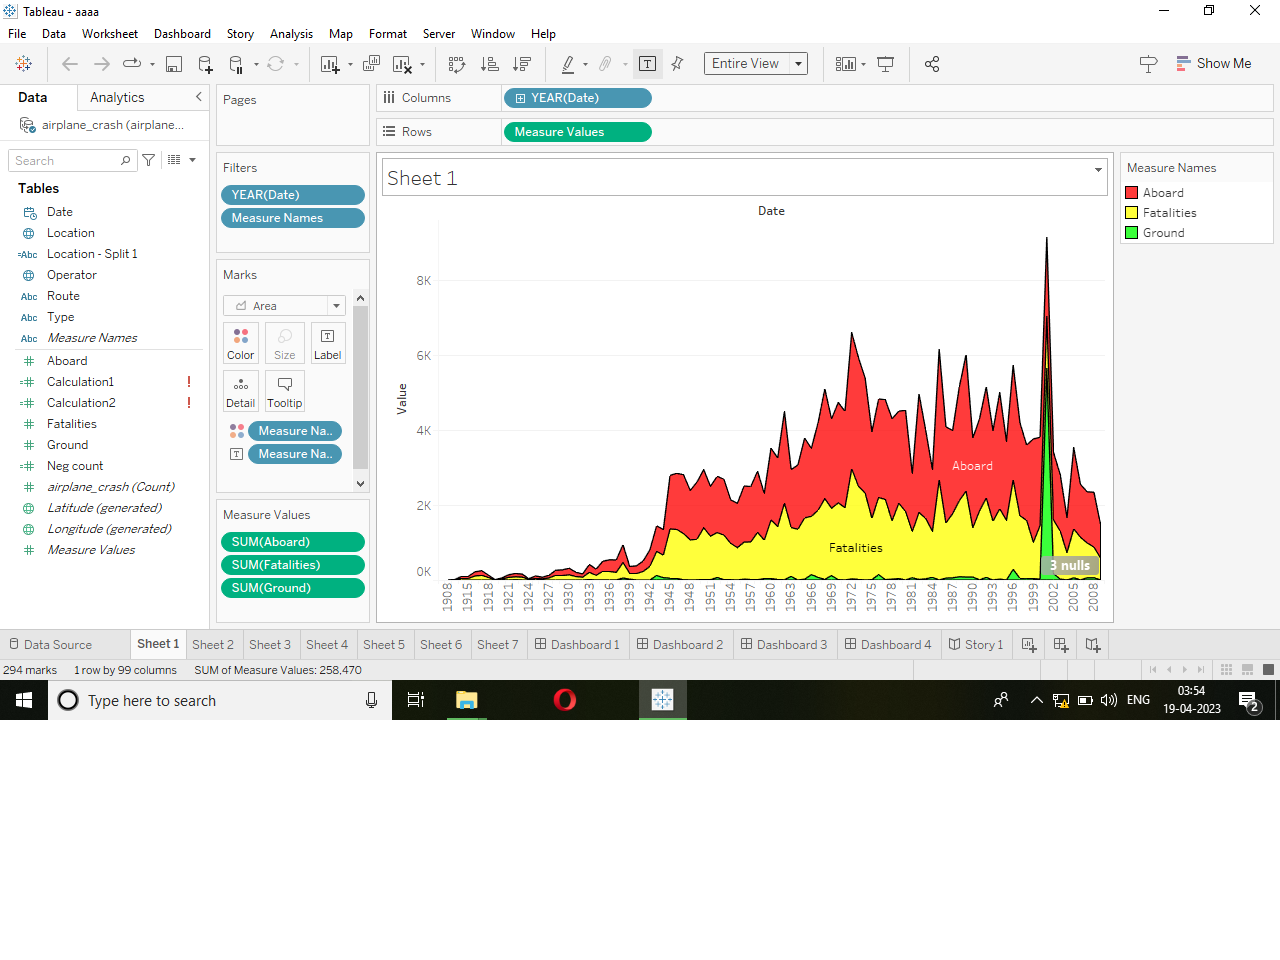 Tableau - aaaa
File Data Worksheet Dashboard Story Analysis Map Format Server Window Help
Entire View
Show Me
Data Analytics
airplane_crash (airplane...
Search
Tables
Date
Location
=Abc Location - Split 1
Operator
Abc Route
Abc Type
Abc Measure Names
Aboard
Calculation1 !
Calculation2 !
Fatalities
Ground
Neg count
airplane_crash (Count)
Latitude (generated)
Longitude (generated)
Measure Values
Pages
Filters
YEAR(Date)
Measure Names
Marks
Area
Color Size Label
Detail Tooltip
Measure Na..
Measure Na..
Measure Values
SUM(Aboard)
SUM(Fatalities)
SUM(Ground)
Columns YEAR(Date)
Rows Measure Values
Sheet 1
Date
Value
8K
6K
4K
2K
0K
Aboard
Fatalities
3 nulls
1908 1915 1918 1921 1924 1927 1930 1933 1936 1939 1942 1945 1948 1951 1954 1957 1960 1963 1966 1969 1972 1975 1978 1981 1984 1987 1990 1993 1996 1999 2002 2005 2008
Measure Names
Aboard
Fatalities
Ground
Data Source Sheet 1 Sheet 2 Sheet 3 Sheet 4 Sheet 5 Sheet 6 Sheet 7 Dashboard 1 Dashboard 2 Dashboard 3 Dashboard 4 Story 1
294 marks 1 row by 99 columns SUM of Measure Values: 258,470
Type here to search
ENG
03:54
19-04-2023
2